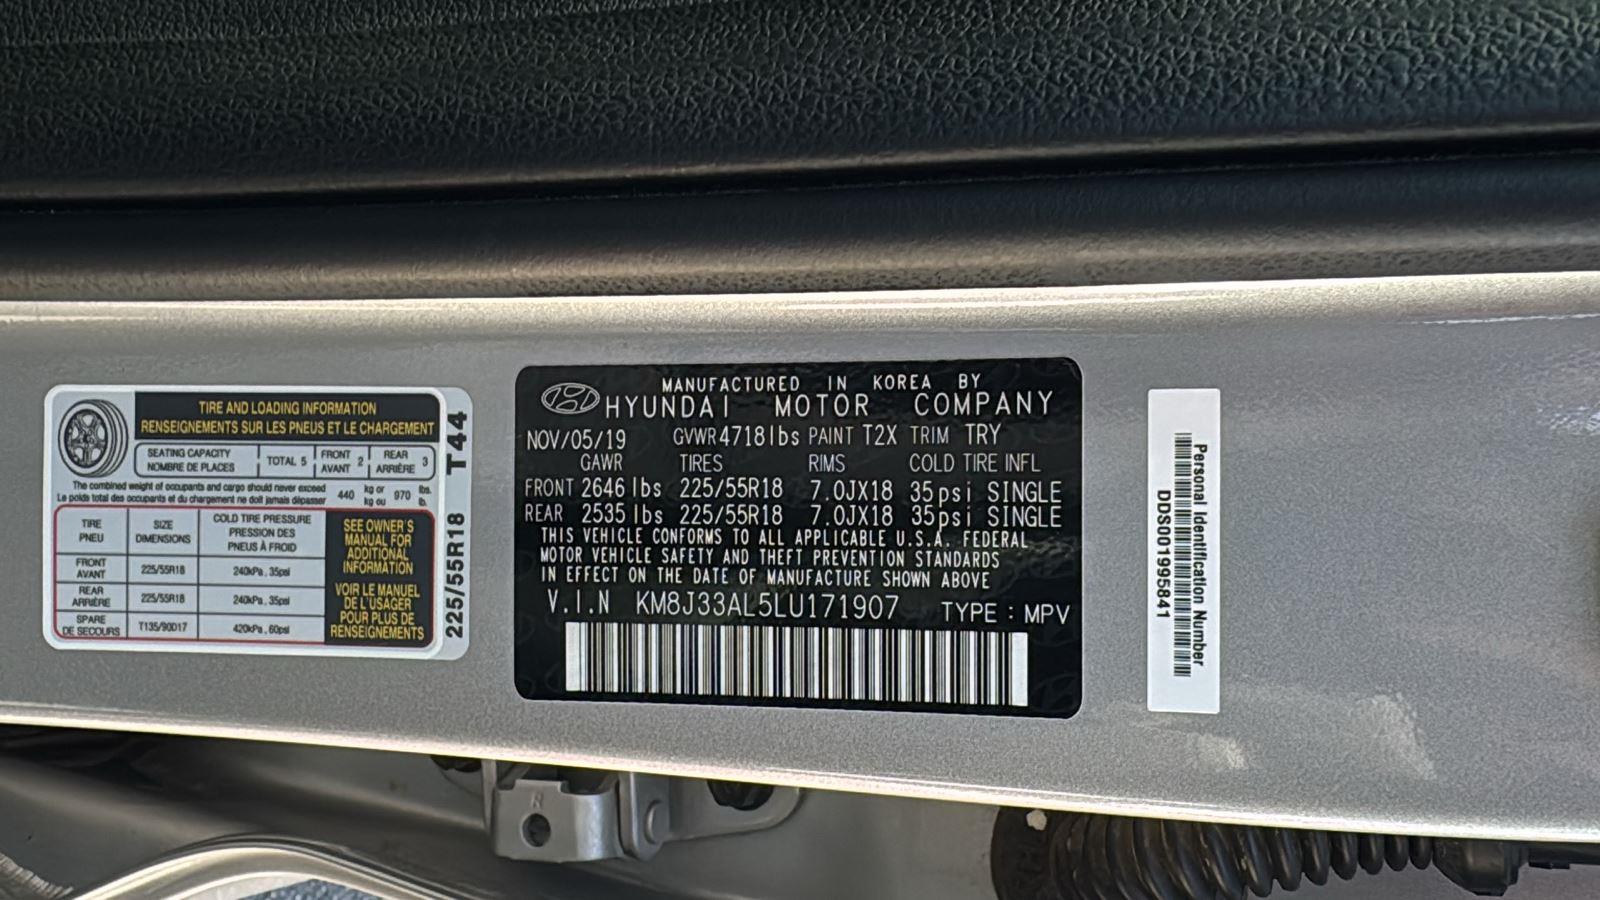 TIRE AND LOADING INFORMATION
RENSEIGNEMENTS SUR LES PNEUS ET LE CHARGEMENT
SEATING CAPACITY
NOMBRE DE PLACES
TOTAL 5
FRONT
AVANT 2
REAR
ARRIÈRE 3
The combined weight of occupants and cargo should never exceed
Le poids total des occupants et du chargement ne doit jamais dépasser
440 kg or
kg ou
970 lbs.
lb.
TIRE
PNEU
SIZE
DIMENSIONS
COLD TIRE PRESSURE
PRESSION DES
PNEUS À FROID
FRONT
AVANT
225/55R18
240kPa, 35psi
REAR
ARRIÈRE
225/55R18
240kPa, 35psi
SPARE
DE SECOURS
T135/90D17
420kPa, 60psi
SEE OWNER'S
MANUAL FOR
ADDITIONAL
INFORMATION
VOIR LE MANUEL
DE L'USAGER
POUR PLUS DE
RENSEIGNEMENTS
225/55R18 T44
MANUFACTURED IN KOREA BY
HYUNDAI MOTOR COMPANY
NOV/05/19 GVWR 4718lbs PAINT T2X TRIM TRY
GAWR TIRES RIMS COLD TIRE INFL
FRONT 2646 lbs 225/55R18 7.0JX18 35psi SINGLE
REAR 2535 lbs 225/55R18 7.0JX18 35psi SINGLE
THIS VEHICLE CONFORMS TO ALL APPLICABLE U.S.A. FEDERAL
MOTOR VEHICLE SAFETY AND THEFT PREVENTION STANDARDS
IN EFFECT ON THE DATE OF MANUFACTURE SHOWN ABOVE
V.I.N KM8J33AL5LU171907 TYPE : MPV
Personal Identification Number
DDS001995841
R